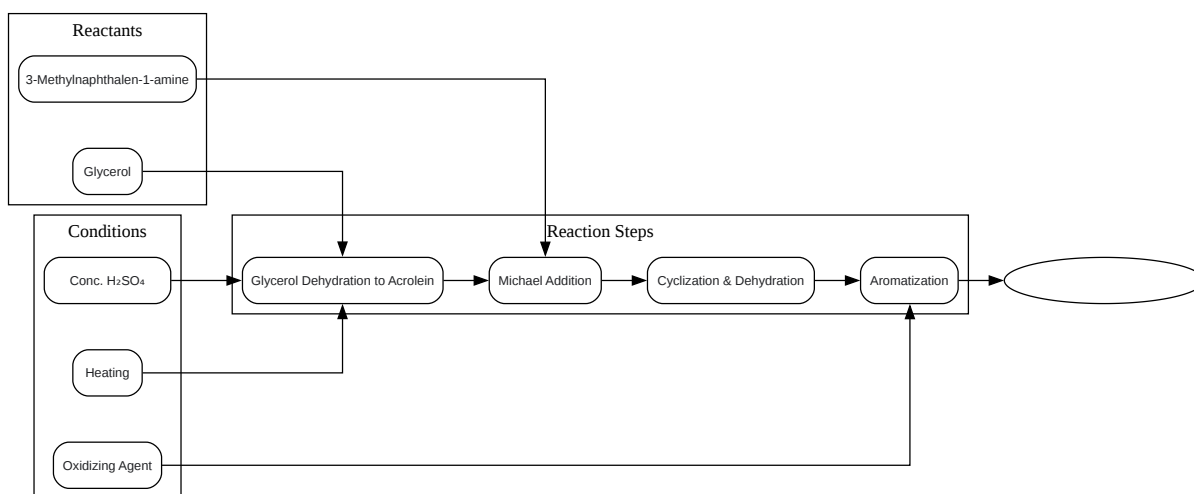 Reactants
3-Methylnaphthalen-1-amine
Glycerol
Conditions
Conc. H₂SO₄
Heating
Oxidizing Agent
Reaction Steps
Glycerol Dehydration to Acrolein
Michael Addition
Cyclization & Dehydration
Aromatization